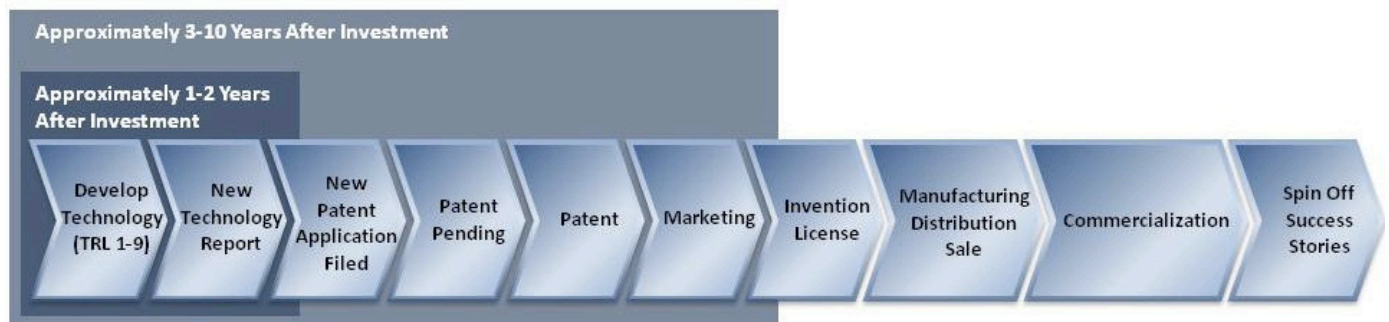 Approximately 3-10 Years After Investment
Approximately 1-2 Years
After Investment
Develop
Technology
(TRL 1-9)
New
Technology
Report
New
Patent
Application
Filed
Patent
Pending
Patent
Marketing
Invention
License
Manufacturing
Distribution
Sale
Commercialization
Spin Off
Success
Stories